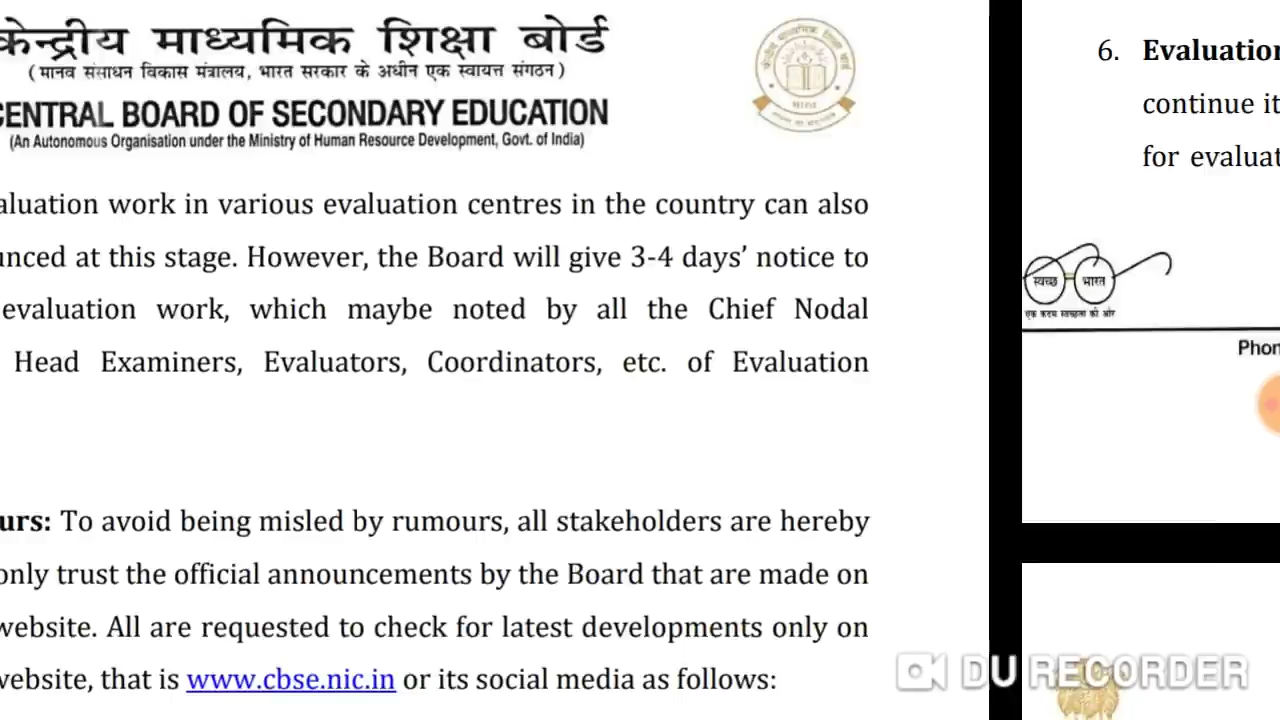 केन्द्रीय माध्यमिक शिक्षा बोर्ड
(मानव संसाधन विकास मंत्रालय, भारत सरकार के अधीन एक स्वायत्त संगठन)
CENTRAL BOARD OF SECONDARY EDUCATION
(An Autonomous Organisation under the Ministry of Human Resource Development, Govt. of India)
भारत
aluation work in various evaluation centres in the country can also
unced at this stage. However, the Board will give 3-4 days’ notice to
evaluation work, which maybe noted by all the Chief Nodal
Head Examiners, Evaluators, Coordinators, etc. of Evaluation
urs: To avoid being misled by rumours, all stakeholders are hereby
only trust the official announcements by the Board that are made on
website. All are requested to check for latest developments only on
website, that is www.cbse.nic.in or its social media as follows:
6. Evaluation
continue it
for evaluat
स्वच्छ भारत
एक कदम स्वच्छता की ओर
Phon
DU RECORDER